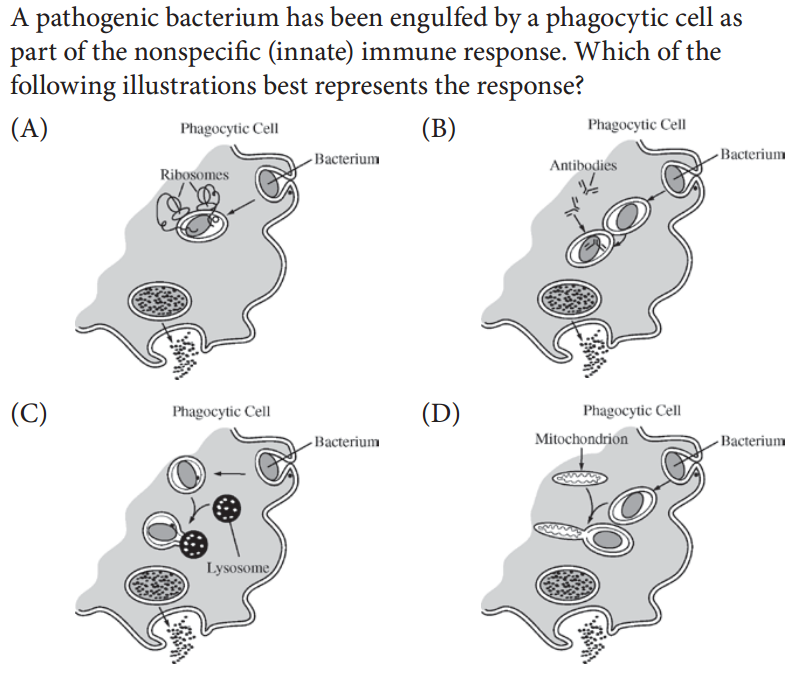 A pathogenic bacterium has been engulfed by a phagocytic cell as
part of the nonspecific (innate) immune response. Which of the
following illustrations best represents the response?
(A)
Phagocytic Cell
Bacterium
Ribosomes
(B)
Phagocytic Cell
Bacterium
Antibodies
(C)
Phagocytic Cell
Bacterium
Lysosome
(D)
Phagocytic Cell
Mitochondrion
Bacterium